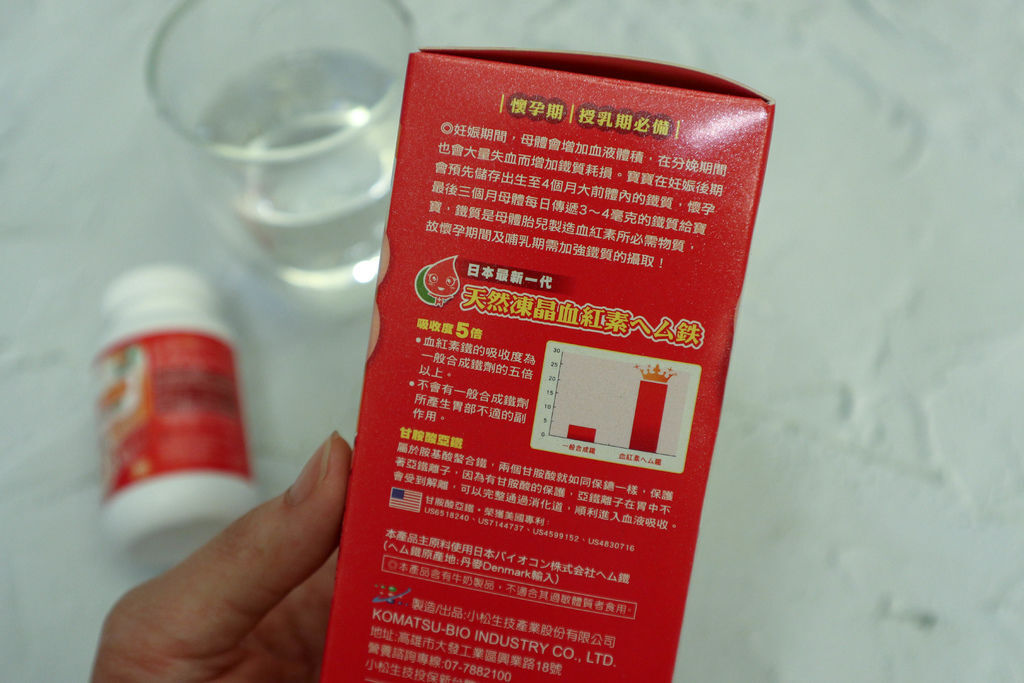 懷孕期 | 授乳期必備
◎妊娠期間，母體會增加血液體積，在分娩期間
也會大量失血而增加鐵質耗損。寶寶在妊娠後期
會預先儲存出生至4個月大前體內的鐵質，懷孕
最後三個月母體每日傳遞3～4毫克的鐵質給寶
寶，鐵質是母體胎兒製造血紅素所必需物質，
故懷孕期間及哺乳期需加強鐵質的攝取！
日本最新一代
天然凍晶血紅素ヘム鉄
吸收度5倍
●血紅素鐵的吸收度為
一般合成鐵劑的五倍
以上。
●不會有一般合成鐵劑
所產生胃部不適的副
作用。
30
25
20
15
10
5
0
一般合成鐵
血紅素ヘム鐵
甘胺酸亞鐵
屬於胺基酸螯合鐵，兩個甘胺酸就如同保鏢一樣，保護
著亞鐵離子，因為有甘胺酸的保護，亞鐵離子在胃中不
會受到解離，可以完整通過消化道，順利進入血液吸收。
甘胺酸亞鐵，榮獲美國專利：
US6518240、US7144737、US4599152、US4830716
本產品主原料使用日本バイオコン株式会社ヘム鐵
(ヘム鐵原產地:丹麥Denmark輸入)
◎本產品含有牛奶製品，不適合其過敏體質者食用。
製造/出品:小松生技產業股份有限公司
KOMATSU-BIO INDUSTRY CO., LTD.
地址:高雄市大發工業區興業路18號
營養諮詢專線:07-7882100
小松生技投保新台